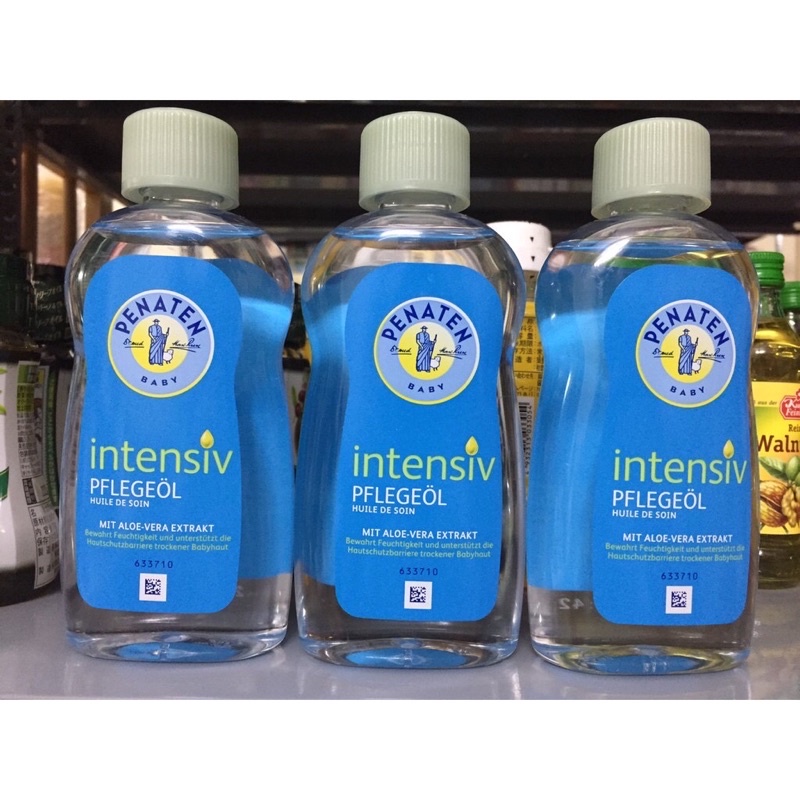 PENATEN
BABY
intensiv
PFLEGEÖL
HUILE DE SOIN
MIT ALOE-VERA EXTRAKT
Bewahrt Feuchtigkeit und unterstützt die
Hautschutzbarriere trockener Babyhaut
633710
PENATEN
BABY
intensiv
PFLEGEÖL
HUILE DE SOIN
MIT ALOE-VERA EXTRAKT
Bewahrt Feuchtigkeit und unterstützt die
Hautschutzbarriere trockener Babyhaut
633710
PENATEN
BABY
intensiv
PFLEGEÖL
HUILE DE SOIN
MIT ALOE-VERA EXTRAKT
Bewahrt Feuchtigkeit und unterstützt die
Hautschutzbarriere trockener Babyhaut
633710
42